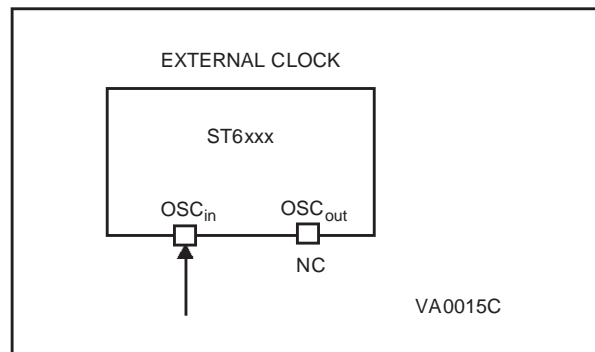 EXTERNAL CLOCK
ST6xxx
OSCin OSCout
NC
VA0015C